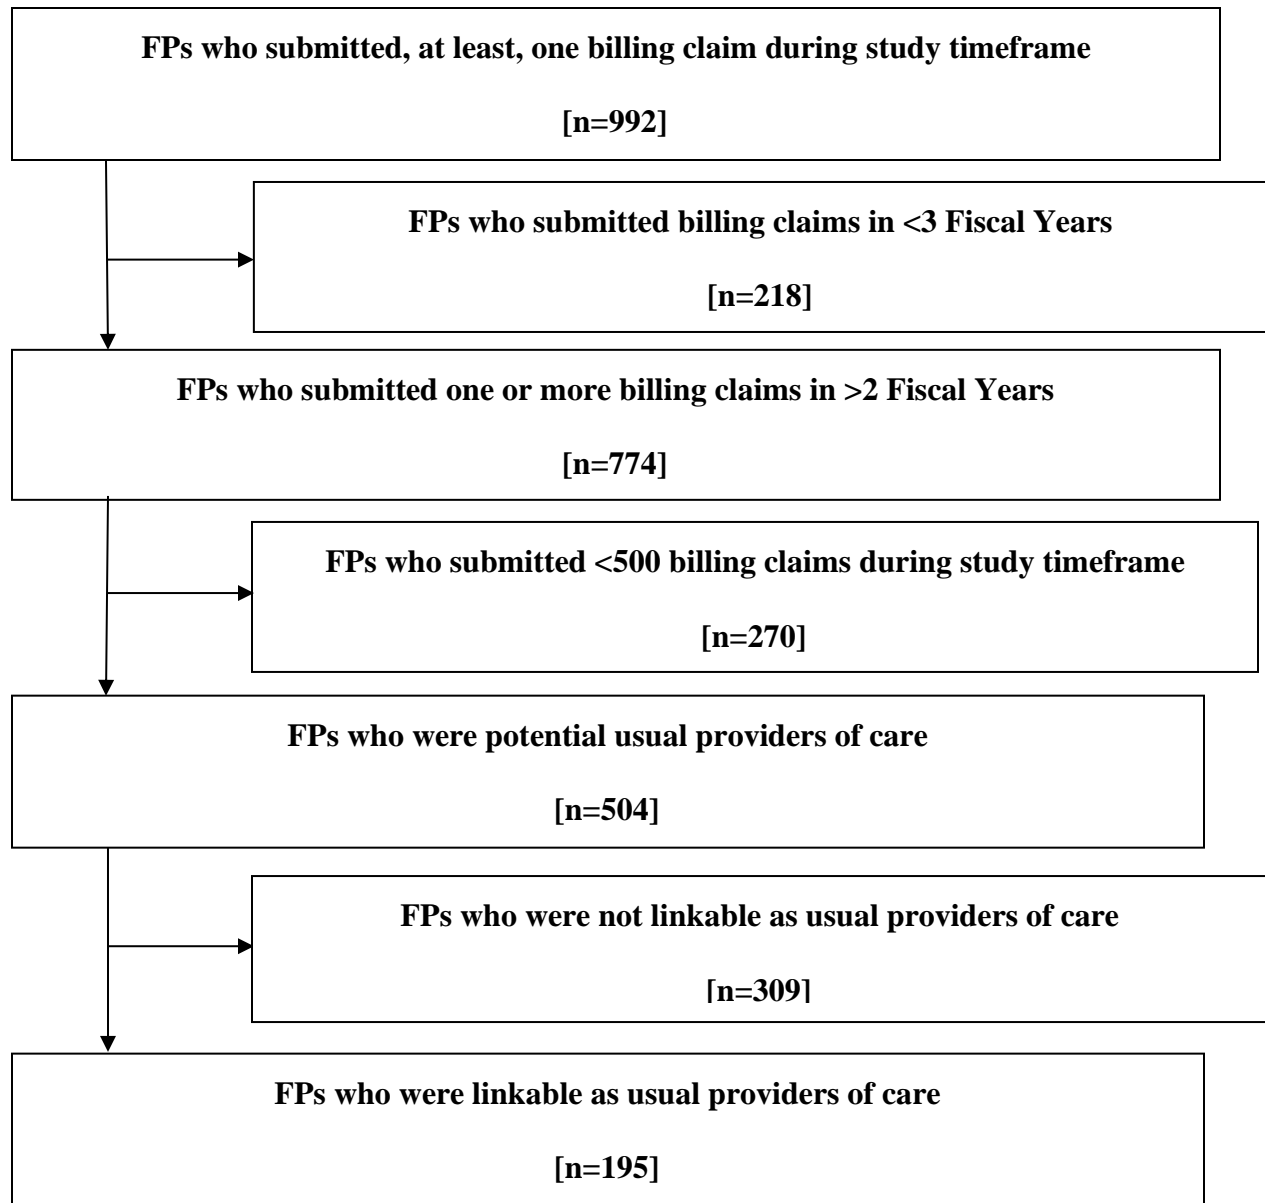 FPs who submitted, at least, one billing claim during study timeframe
[n=992]
FPs who submitted billing claims in <3 Fiscal Years
[n=218]
FPs who submitted one or more billing claims in >2 Fiscal Years
[n=774]
FPs who submitted <500 billing claims during study timeframe
[n=270]
FPs who were potential usual providers of care
[n=504]
FPs who were not linkable as usual providers of care
[n=309]
FPs who were linkable as usual providers of care
[n=195]